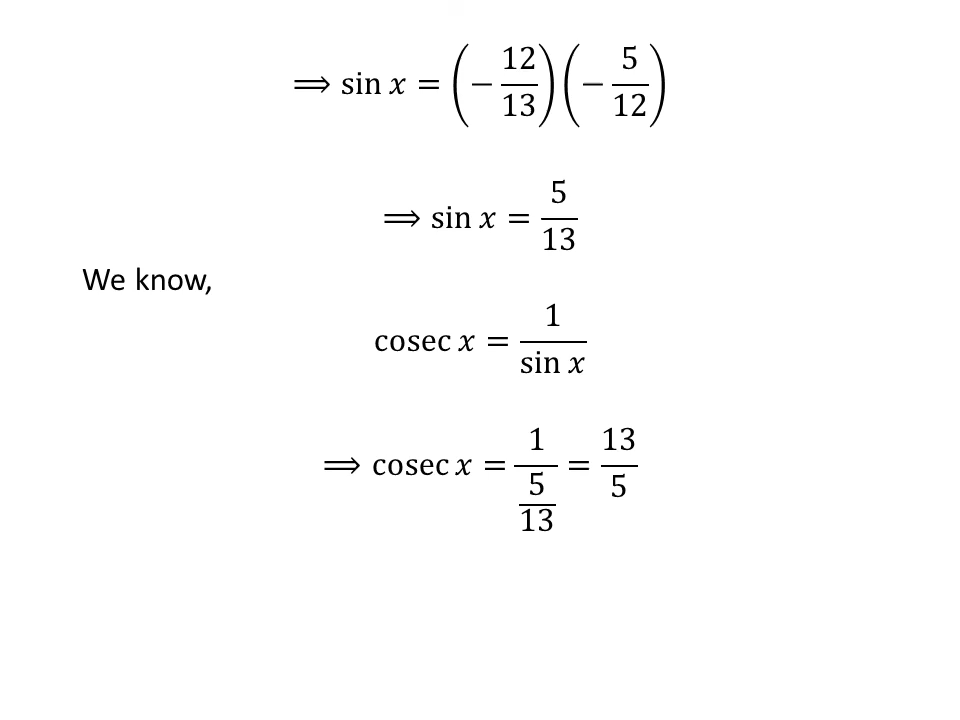 ⟹ sin 𝑥 = (− 12/13)(− 5/12)
⟹ sin 𝑥 = 5/13
We know,
cosec 𝑥 = 1/sin 𝑥
⟹ cosec 𝑥 = 1/(5/13) = 13/5